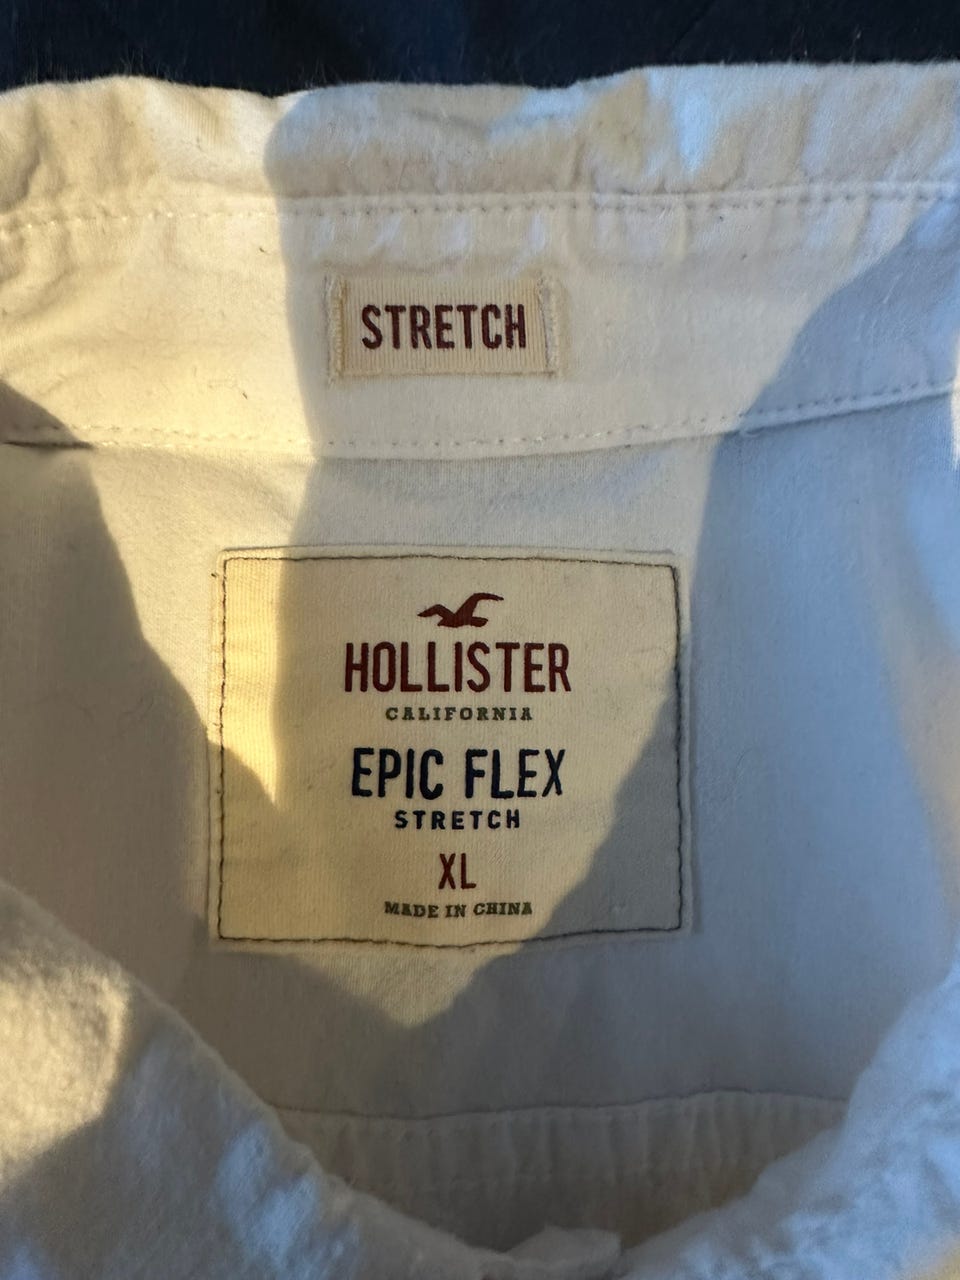 STRETCH
HOLLISTER
CALIFORNIA
EPIC FLEX
STRETCH
XL
MADE IN CHINA